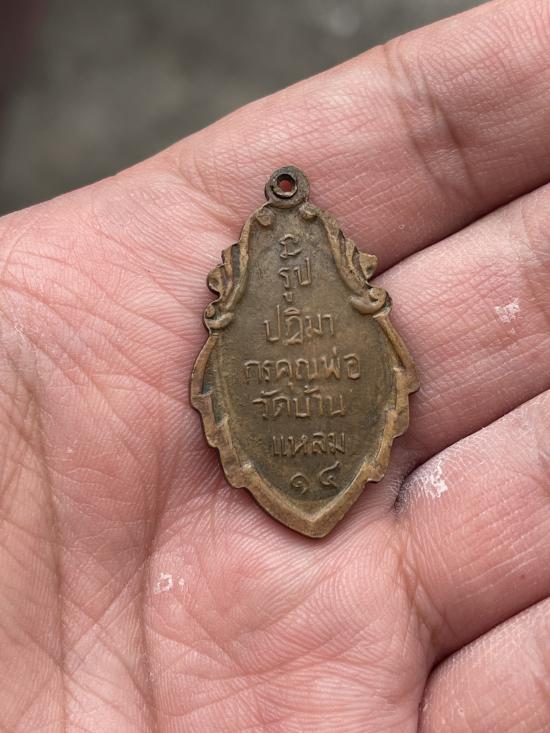 รูป
ปฏิมา
กรคุณพ่อ
วัดบ้าน
แหลม
๑๔